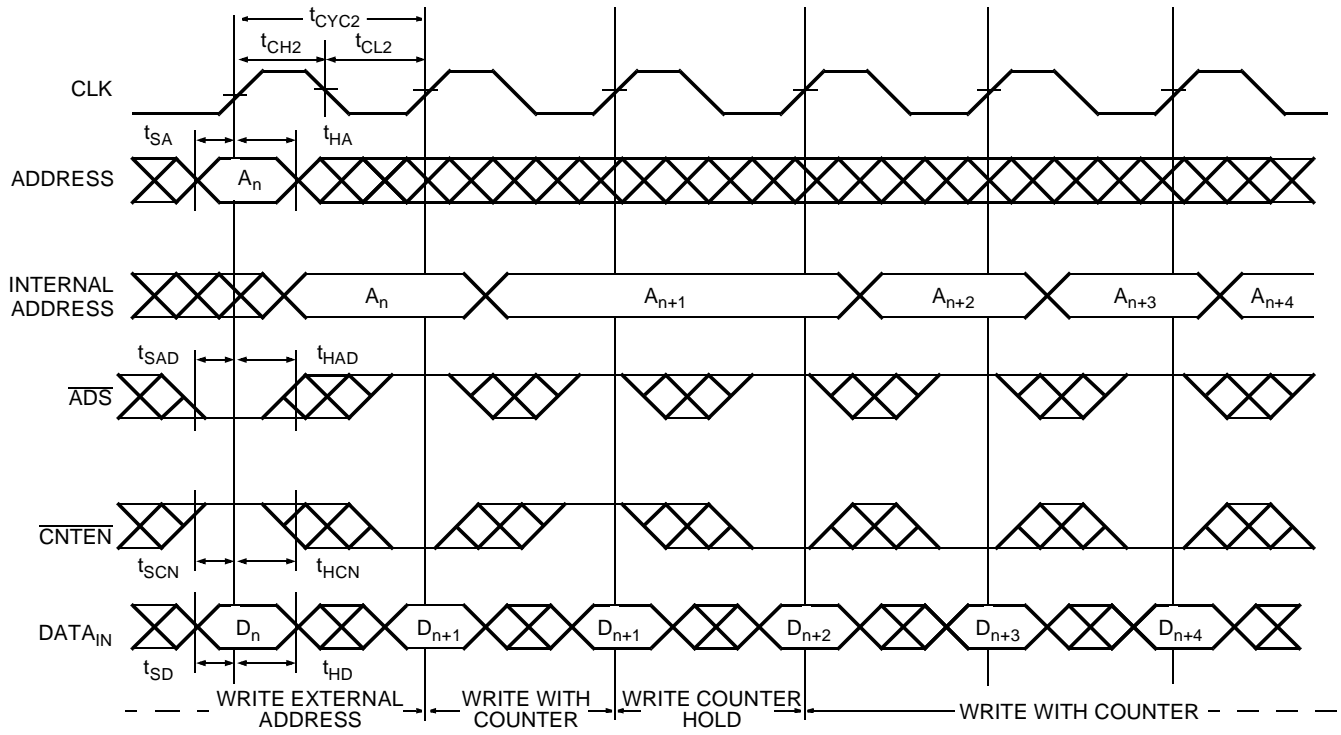 tCYC2
tCH2
tCL2
CLK
tSA
tHA
ADDRESS
An
INTERNAL
ADDRESS
An
An+1
An+2
An+3
An+4
tSAD
tHAD
ADS
CNTEN
tSCN
tHCN
DATAIN
Dn
Dn+1
Dn+1
Dn+2
Dn+3
Dn+4
tSD
tHD
WRITE EXTERNAL
ADDRESS
WRITE WITH
COUNTER
WRITE COUNTER
HOLD
WRITE WITH COUNTER